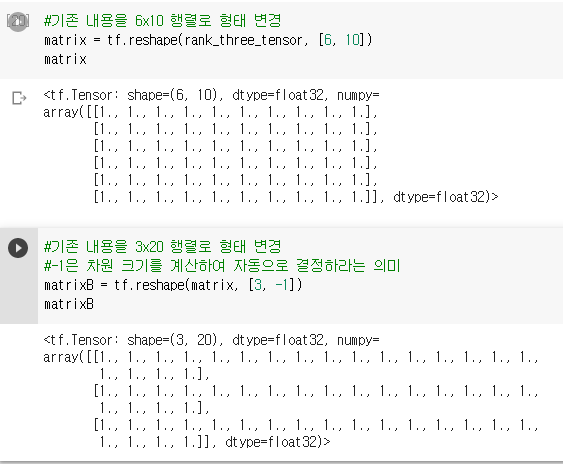 #기존 내용을 6x10 행렬로 형태 변경
matrix = tf.reshape(rank_three_tensor, [6, 10])
matrix
<tf.Tensor: shape=(6, 10), dtype=float32, numpy=
array([[1., 1., 1., 1., 1., 1., 1., 1., 1., 1.],
[1., 1., 1., 1., 1., 1., 1., 1., 1., 1.],
[1., 1., 1., 1., 1., 1., 1., 1., 1., 1.],
[1., 1., 1., 1., 1., 1., 1., 1., 1., 1.],
[1., 1., 1., 1., 1., 1., 1., 1., 1., 1.],
[1., 1., 1., 1., 1., 1., 1., 1., 1., 1.]], dtype=float32)>
#기존 내용을 3x20 행렬로 형태 변경
#-1은 차원 크기를 계산하여 자동으로 결정하라는 의미
matrixB = tf.reshape(matrix, [3, -1])
matrixB
<tf.Tensor: shape=(3, 20), dtype=float32, numpy=
array([[1., 1., 1., 1., 1., 1., 1., 1., 1., 1., 1., 1., 1., 1., 1., 1.,
1., 1., 1., 1.],
[1., 1., 1., 1., 1., 1., 1., 1., 1., 1., 1., 1., 1., 1., 1., 1.,
1., 1., 1., 1.],
[1., 1., 1., 1., 1., 1., 1., 1., 1., 1., 1., 1., 1., 1., 1., 1.,
1., 1., 1., 1.]], dtype=float32)>